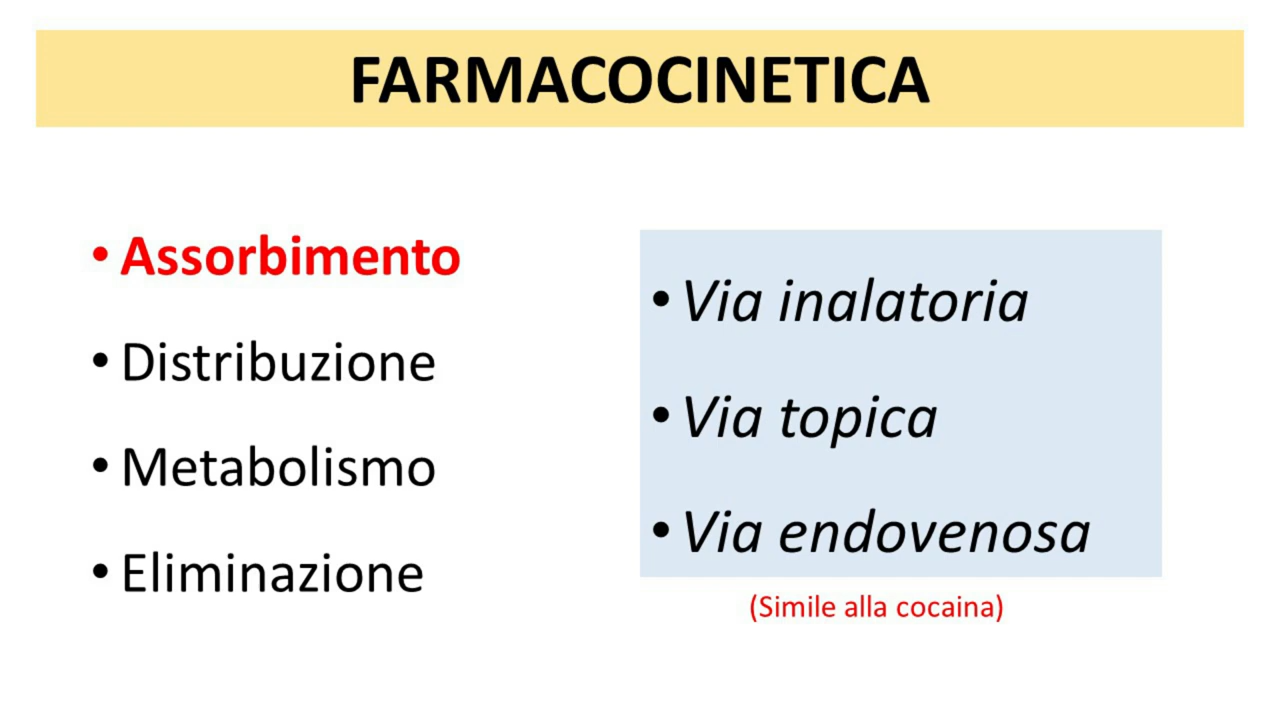 FARMACOCINETICA
• Assorbimento
• Distribuzione
• Metabolismo
• Eliminazione
• Via inalatoria
• Via topica
• Via endovenosa
(Simile alla cocaina)